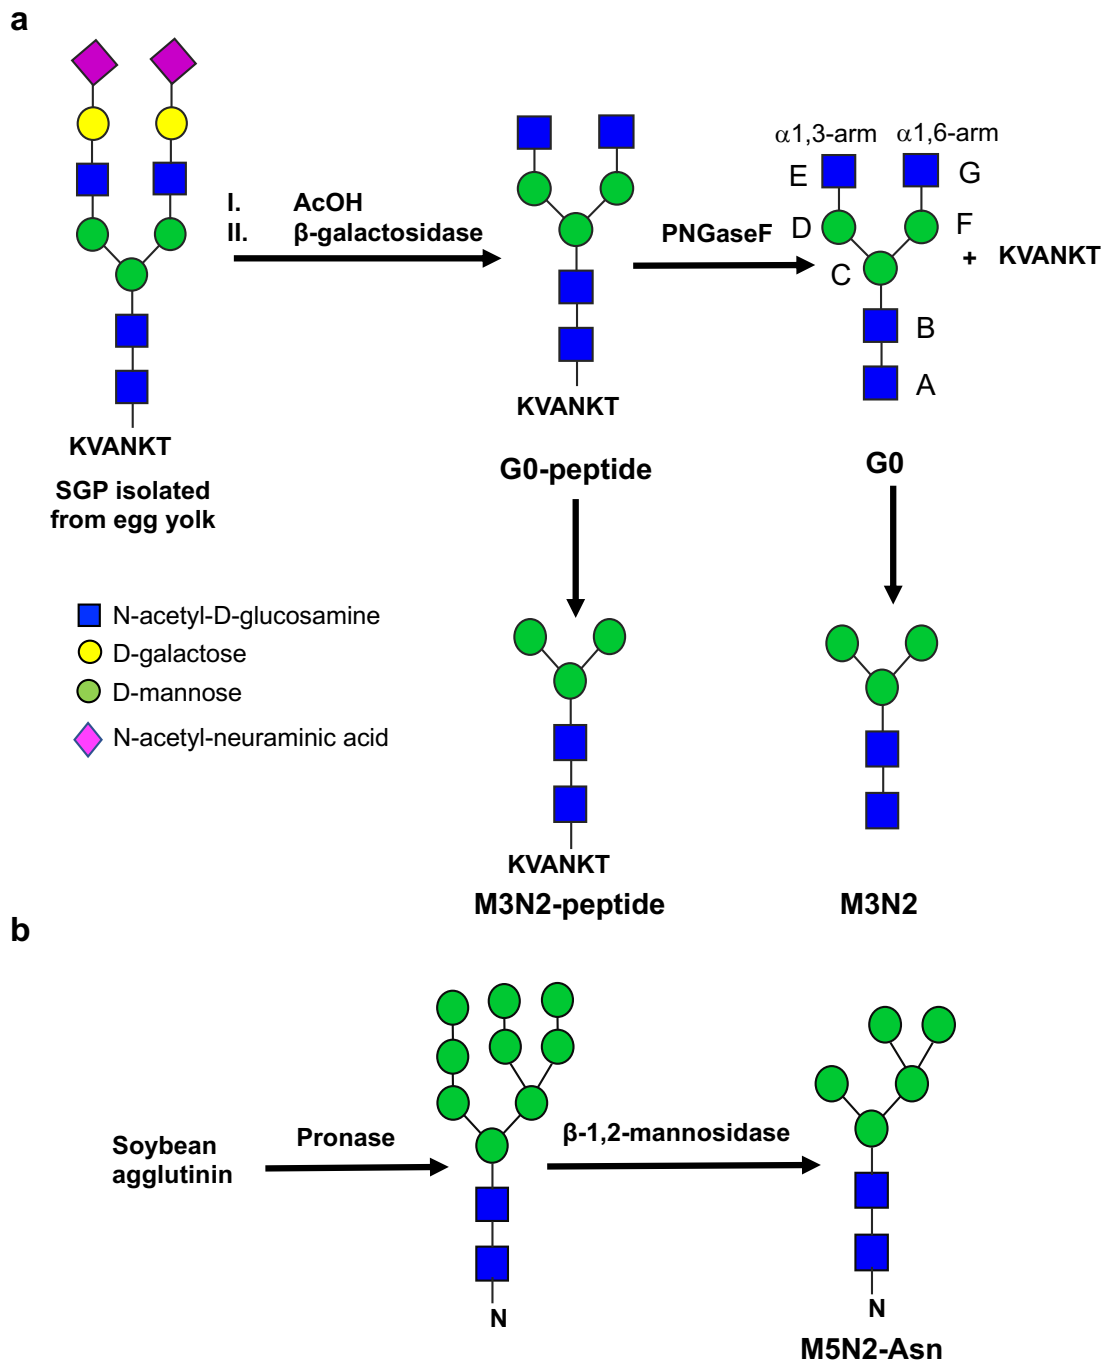 a
I. AcOH
II. β-galactosidase
KVANKT
SGP isolated
from egg yolk
KVANKT
G0-peptide
PNGaseF
α1,3-arm α1,6-arm
E G
D F
C
B
A
+ KVANKT
G0
N-acetyl-D-glucosamine
D-galactose
D-mannose
N-acetyl-neuraminic acid
KVANKT
M3N2-peptide
M3N2
b
Soybean
agglutinin
Pronase
N
β-1,2-mannosidase
N
M5N2-Asn